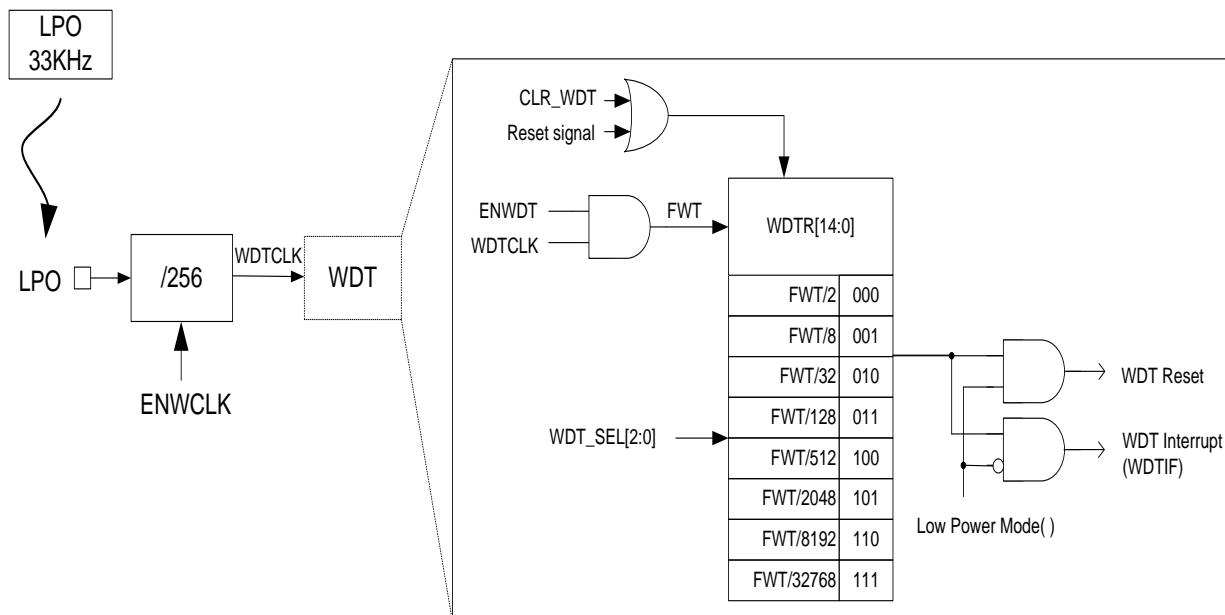 LPO
33KHz
LPO
/256
WDTCLK
WDT
ENWCLK
CLR_WDT
Reset signal
ENWDT
WDTCLK
FWT
WDTR[14:0]
FWT/2 000
FWT/8 001
FWT/32 010
FWT/128 011
FWT/512 100
FWT/2048 101
FWT/8192 110
FWT/32768 111
WDT_SEL[2:0]
WDT Reset
WDT Interrupt
(WDTIF)
Low Power Mode( )